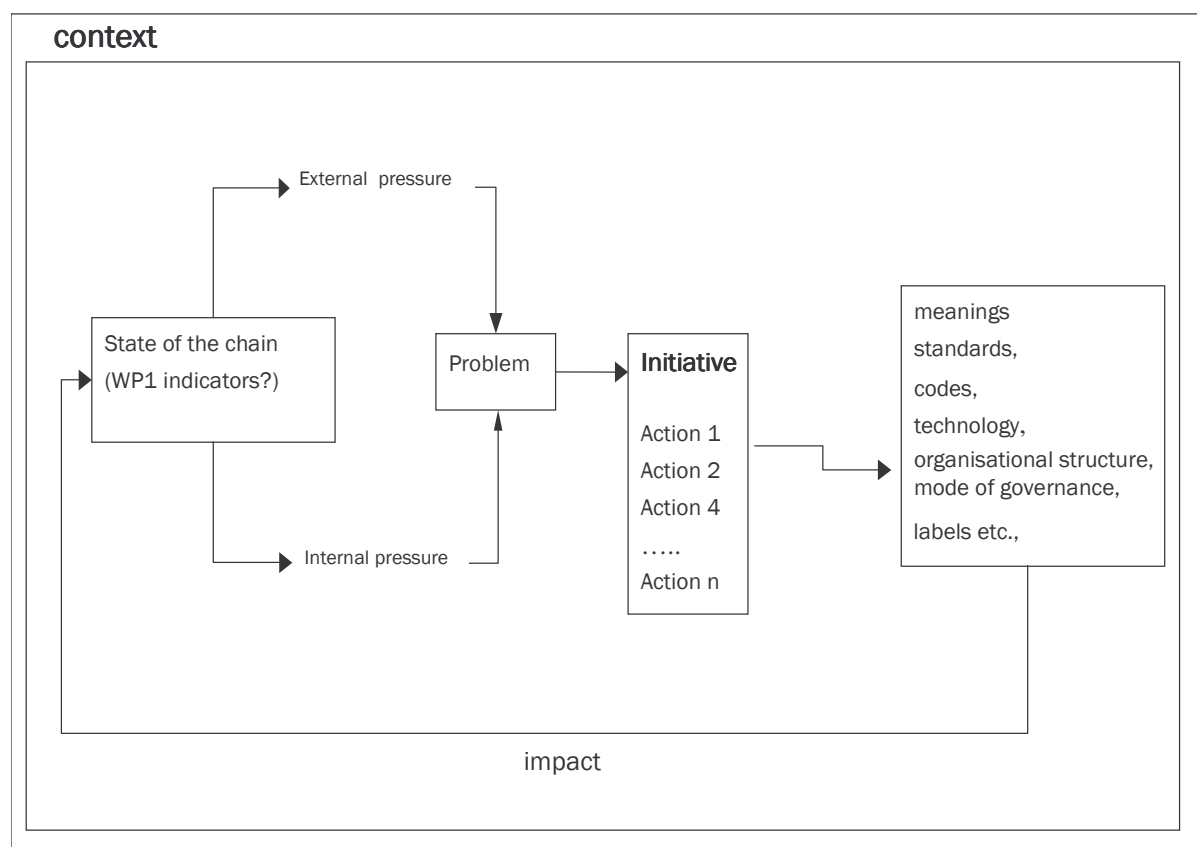 context
External pressure
State of the chain
(WP1 indicators?)
Internal pressure
Problem
Initiative
Action 1
Action 2
Action 4
.....
Action n
meanings
standards,
codes,
technology,
organisational structure,
mode of governance,
labels etc.,
impact